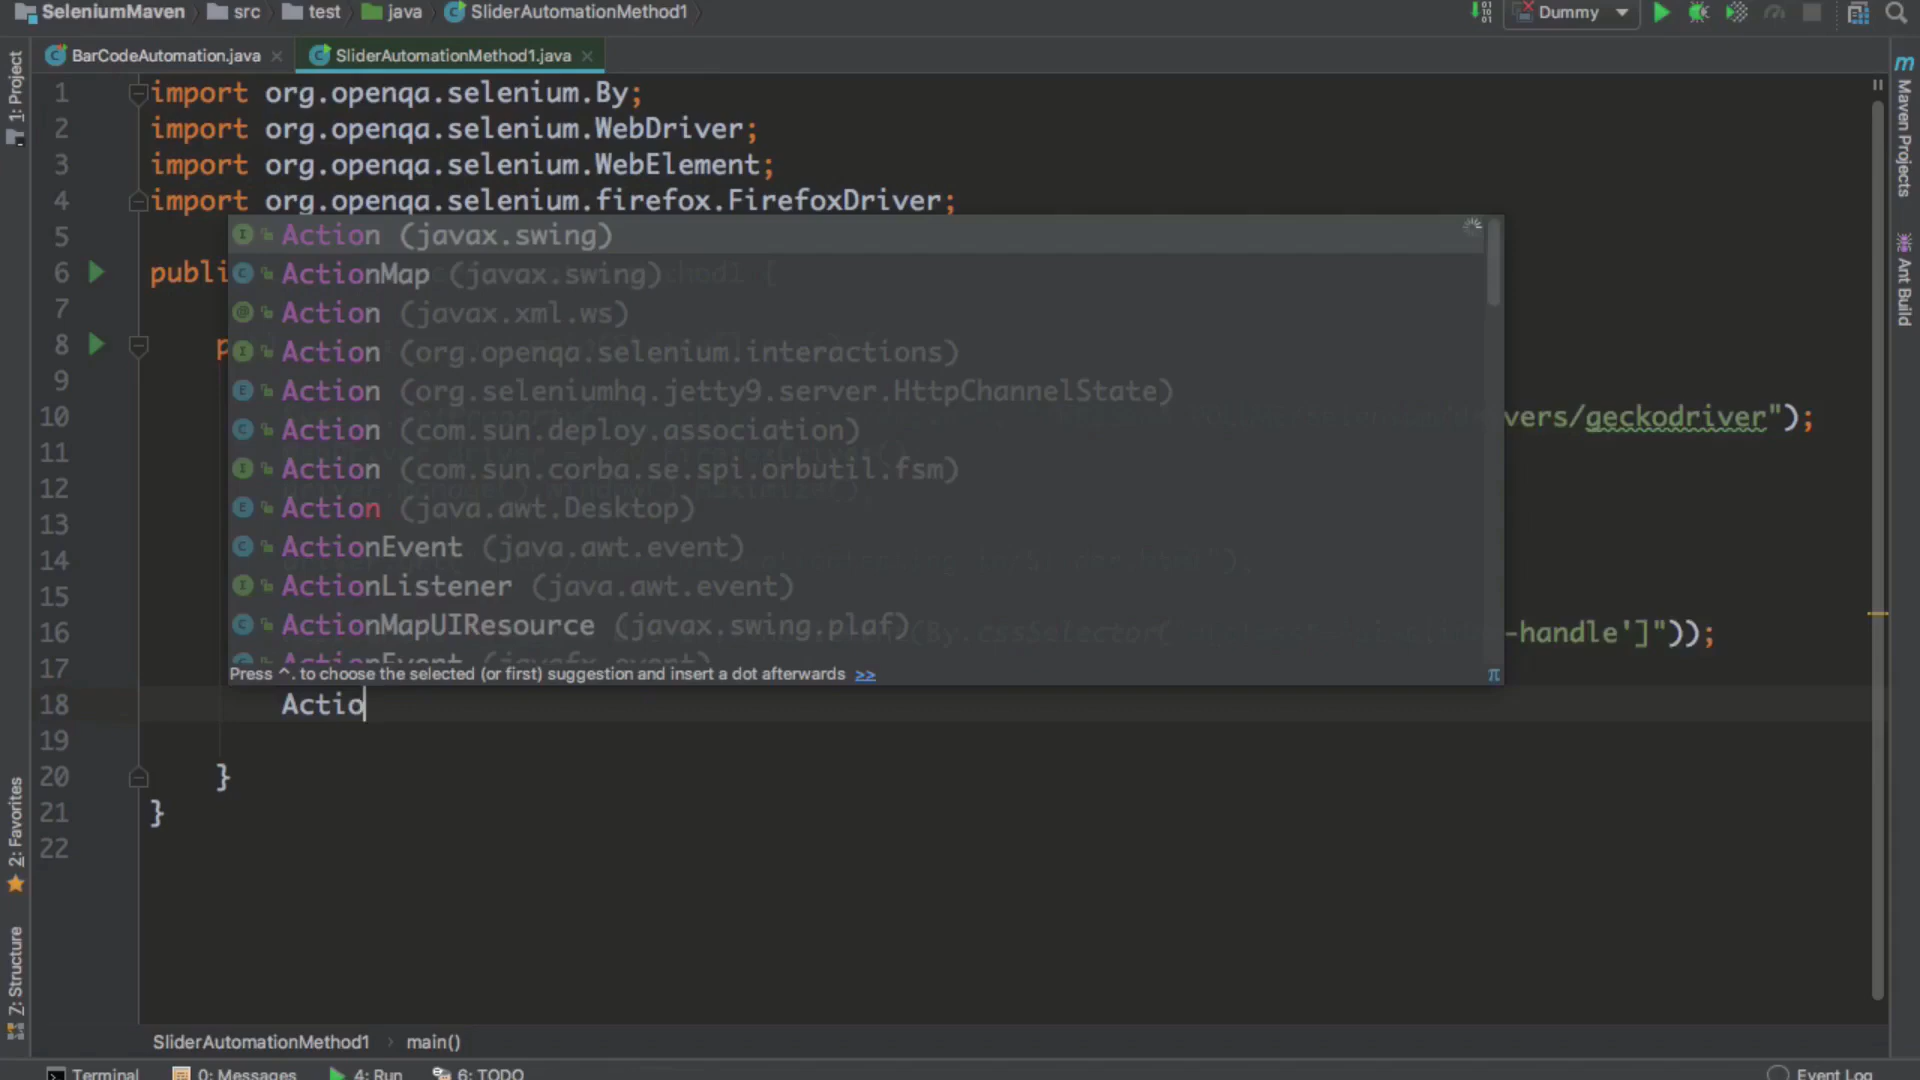 SeleniumMaven src test java SliderAutomationMethod1 Dummy
BarCodeAutomation.java SliderAutomationMethod1.java
1 import org.openqa.selenium.By;
2 import org.openqa.selenium.WebDriver;
3 import org.openqa.selenium.WebElement;
4 import org.openqa.selenium.firefox.FirefoxDriver;
5
6 publi
7
8 p
9
10 vers/geckodriver");
11
12
13
14
15
16 -handle']"));
17
18 Actio
19
20 }
21 }
22
Action (javax.swing)
ActionMap (javax.swing)
Action (javax.xml.ws)
Action (org.openqa.selenium.interactions)
Action (org.seleniumhq.jetty9.server.HttpChannelState)
Action (com.sun.deploy.association)
Action (com.sun.corba.se.spi.orbutil.fsm)
Action (java.awt.Desktop)
ActionEvent (java.awt.event)
ActionListener (java.awt.event)
ActionMapUIResource (javax.swing.plaf)
ActionEvent (javafx.event)
Press ^. to choose the selected (or first) suggestion and insert a dot afterwards >> π
1: Project
2: Favorites
Z: Structure
m Maven Projects
Ant Build
SliderAutomationMethod1 main()
Terminal 0: Messages 4: Run 6: TODO Event Log